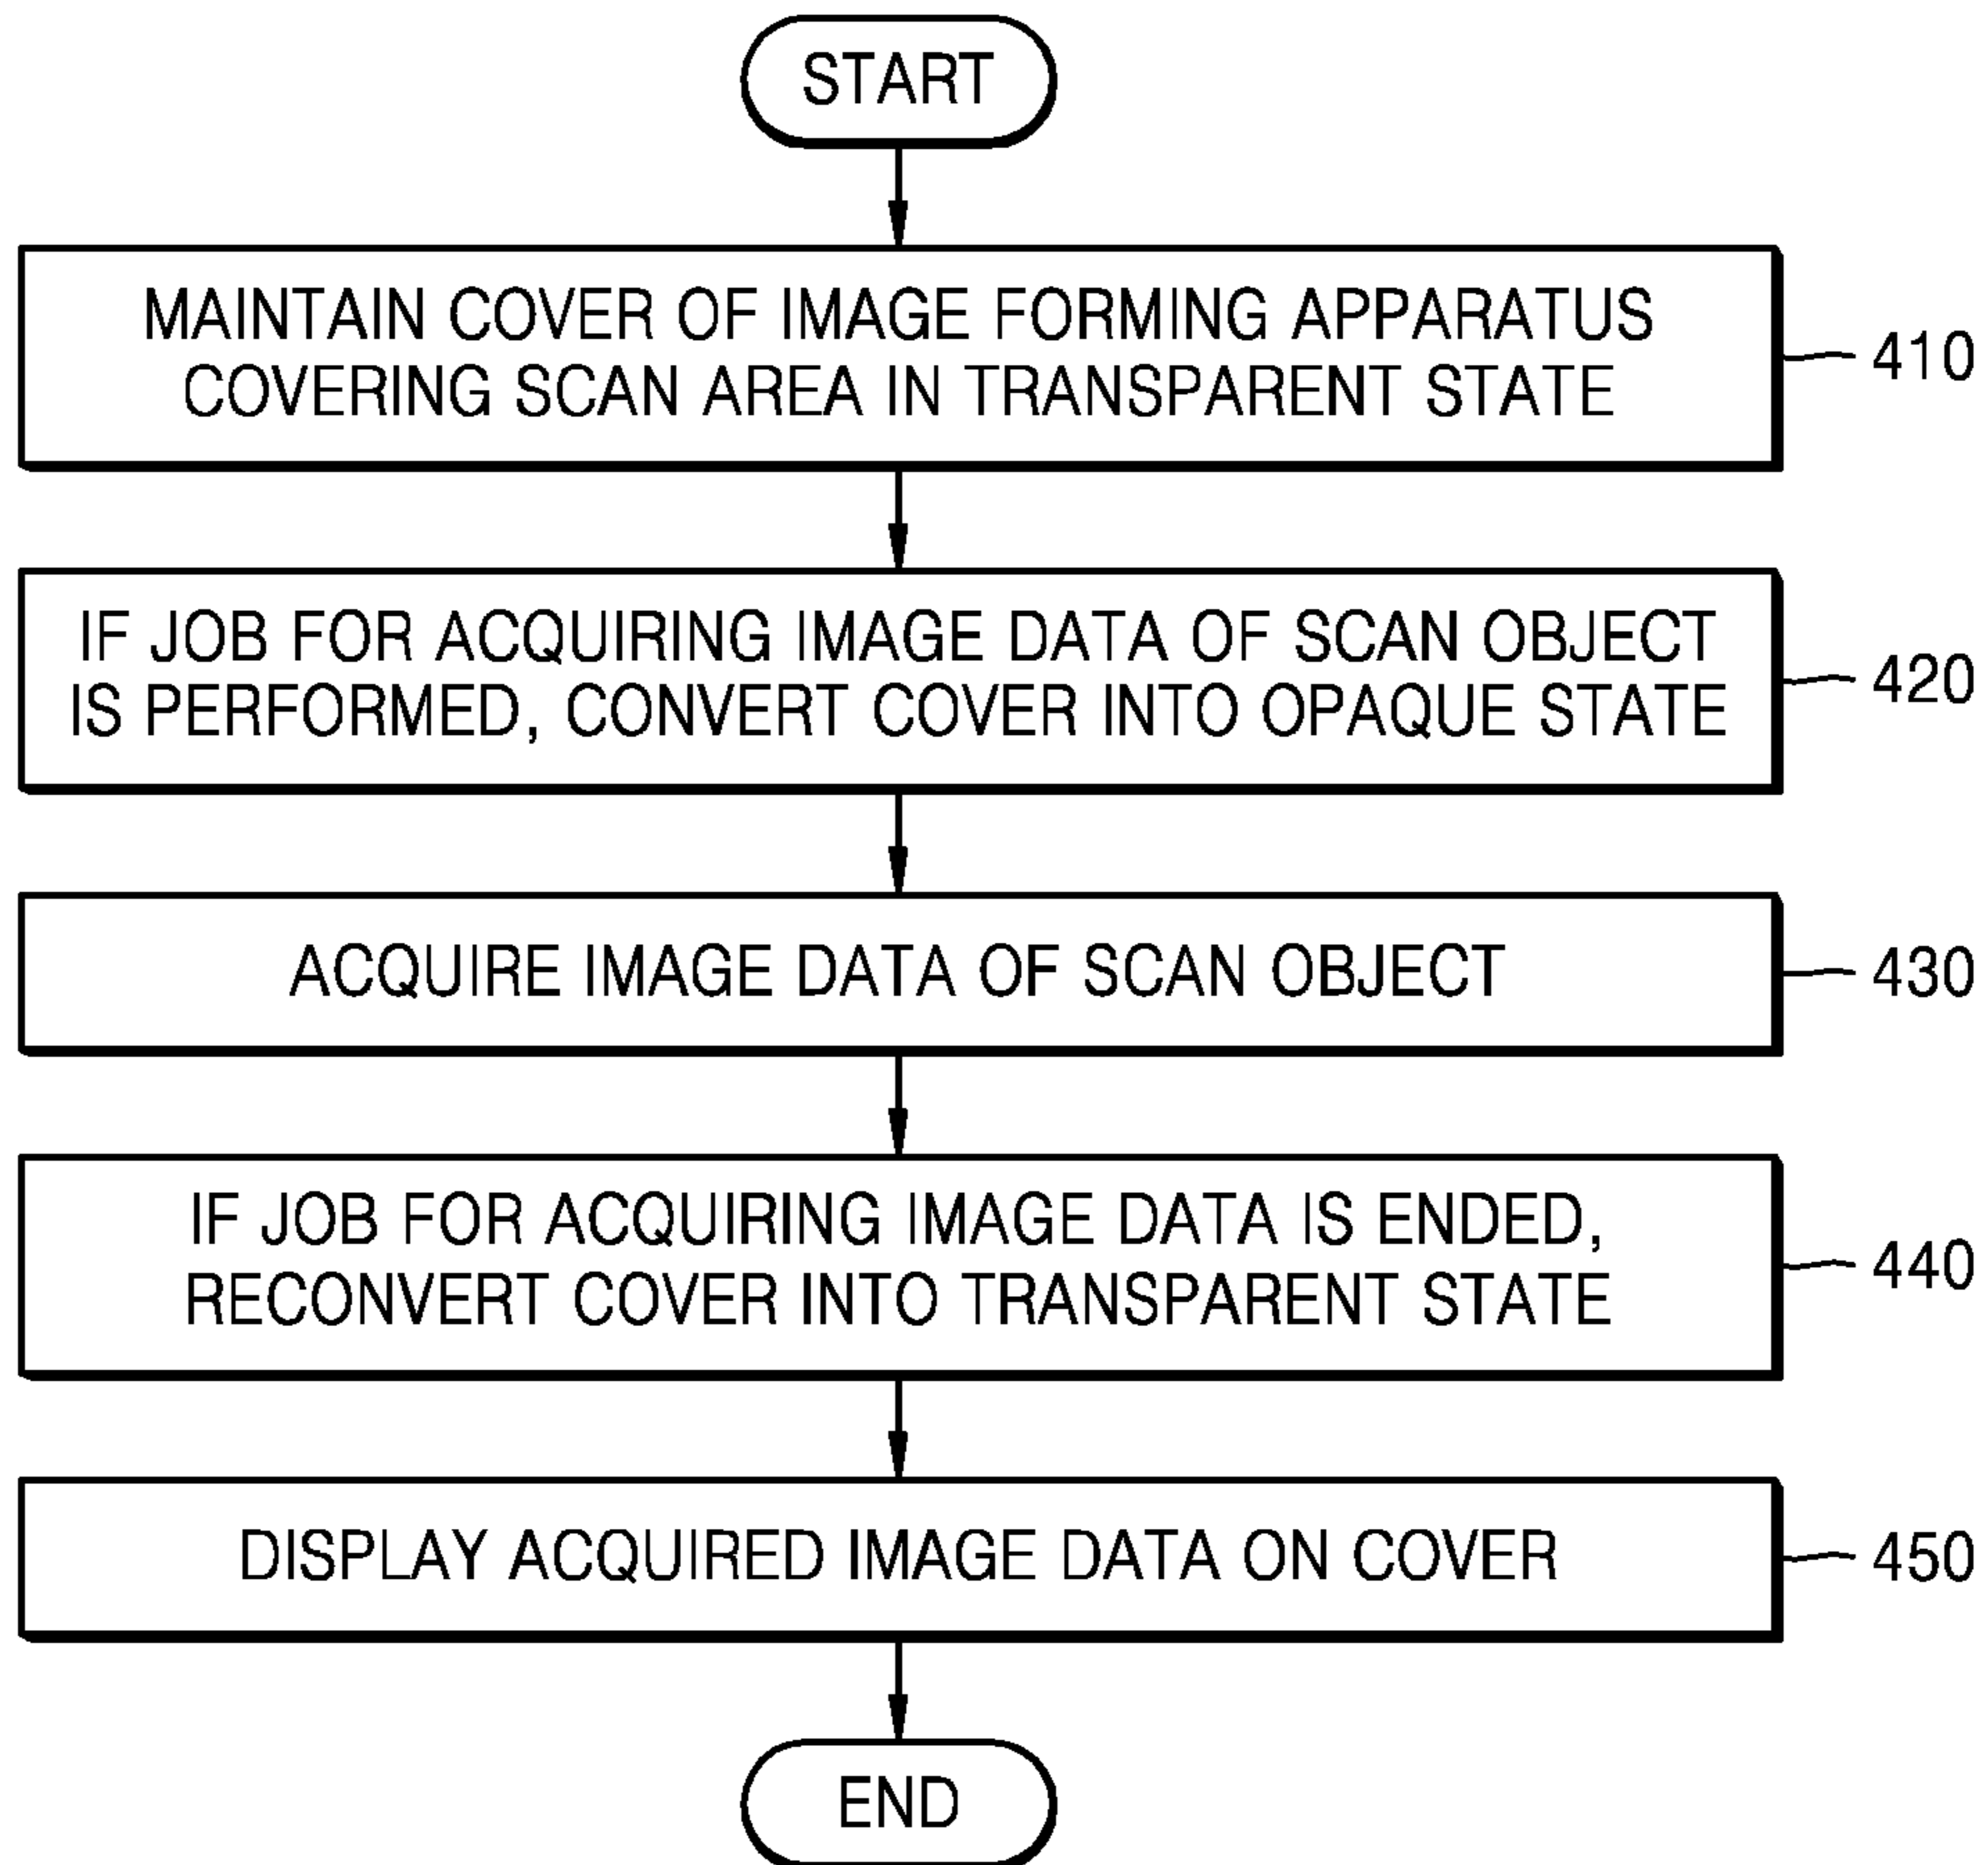 START
MAINTAIN COVER OF IMAGE FORMING APPARATUS
COVERING SCAN AREA IN TRANSPARENT STATE
410
IF JOB FOR ACQUIRING IMAGE DATA OF SCAN OBJECT
IS PERFORMED, CONVERT COVER INTO OPAQUE STATE
420
ACQUIRE IMAGE DATA OF SCAN OBJECT
430
IF JOB FOR ACQUIRING IMAGE DATA IS ENDED,
RECONVERT COVER INTO TRANSPARENT STATE
440
DISPLAY ACQUIRED IMAGE DATA ON COVER
450
END